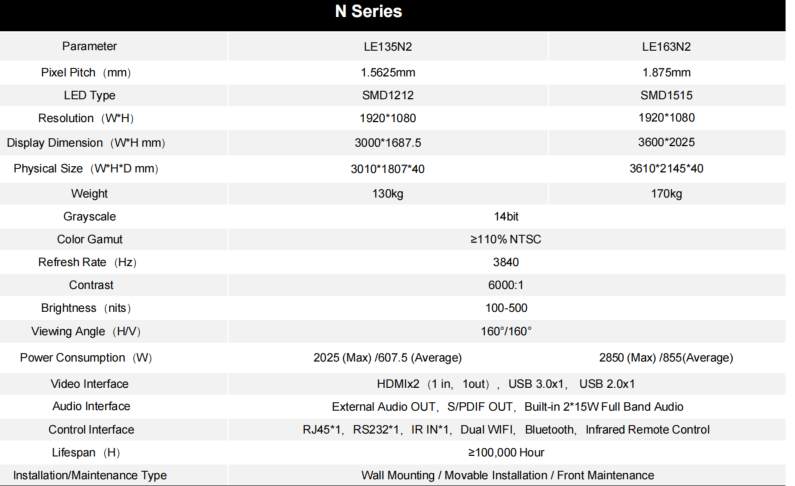 N Series
Parameter LE135N2 LE163N2
Pixel Pitch（mm） 1.5625mm 1.875mm
LED Type SMD1212 SMD1515
Resolution（W*H） 1920*1080 1920*1080
Display Dimension（W*H mm） 3000*1687.5 3600*2025
Physical Size（W*H*D mm） 3010*1807*40 3610*2145*40
Weight 130kg 170kg
Grayscale 14bit
Color Gamut ≥110% NTSC
Refresh Rate（Hz） 3840
Contrast 6000:1
Brightness（nits） 100-500
Viewing Angle（H/V） 160°/160°
Power Consumption（W） 2025 (Max) /607.5 (Average) 2850 (Max) /855(Average)
Video Interface HDMIx2（1 in，1out），USB 3.0x1， USB 2.0x1
Audio Interface External Audio OUT，S/PDIF OUT，Built-in 2*15W Full Band Audio
Control Interface RJ45*1，RS232*1，IR IN*1，Dual WIFI，Bluetooth，Infrared Remote Control
Lifespan（H） ≥100,000 Hour
Installation/Maintenance Type Wall Mounting / Movable Installation / Front Maintenance